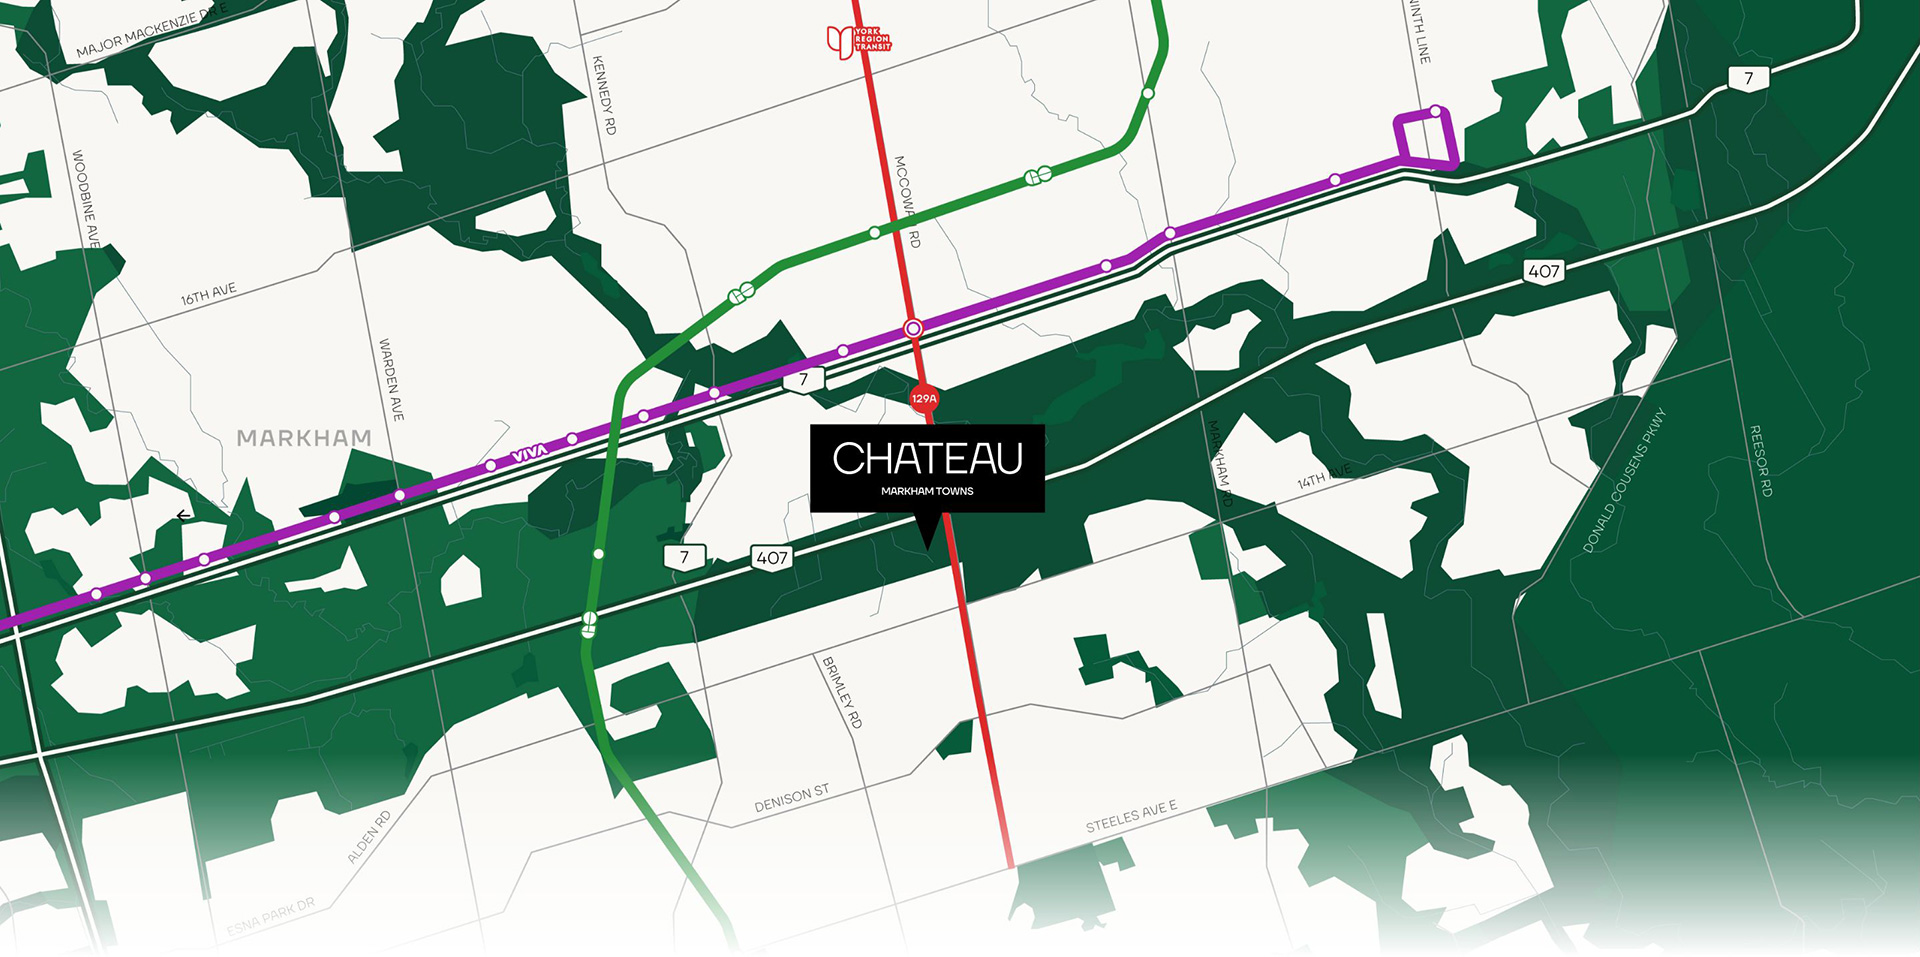 MAJOR MACKENZIE DR E
YORK
REGION
TRANSIT
NINTH LINE
KENNEDY RD
7
WOODBINE AVE
MCCOWAN RD
16TH AVE
407
WARDEN AVE
7
129A
MARKHAM
VIVA
CHATEAU
MARKHAM TOWNS
MARKHAM RD
14TH AVE
DONALD COUSENS PKWY
REESOR RD
7
407
BRIMLEY RD
DENISON ST
STEELES AVE E
ALDEN RD
ESNA PARK DR